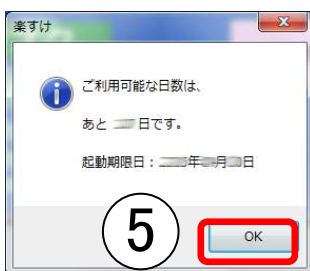 楽すけ
ご利用可能な日数は、
あと 日です。
起動期限日： 年 月 日
⑤
OK